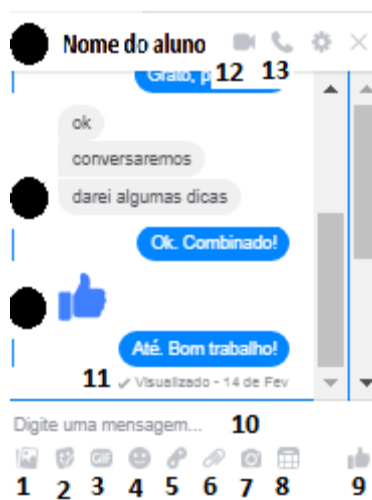 Nome do aluno
Grato, p
12 13
ok
conversaremos
darei algumas dicas
Ok. Combinado!
Até. Bom trabalho!
11 Visualizado - 14 de Fev
Digite uma mensagem... 10
GIF
1 2 3 4 5 6 7 8 9